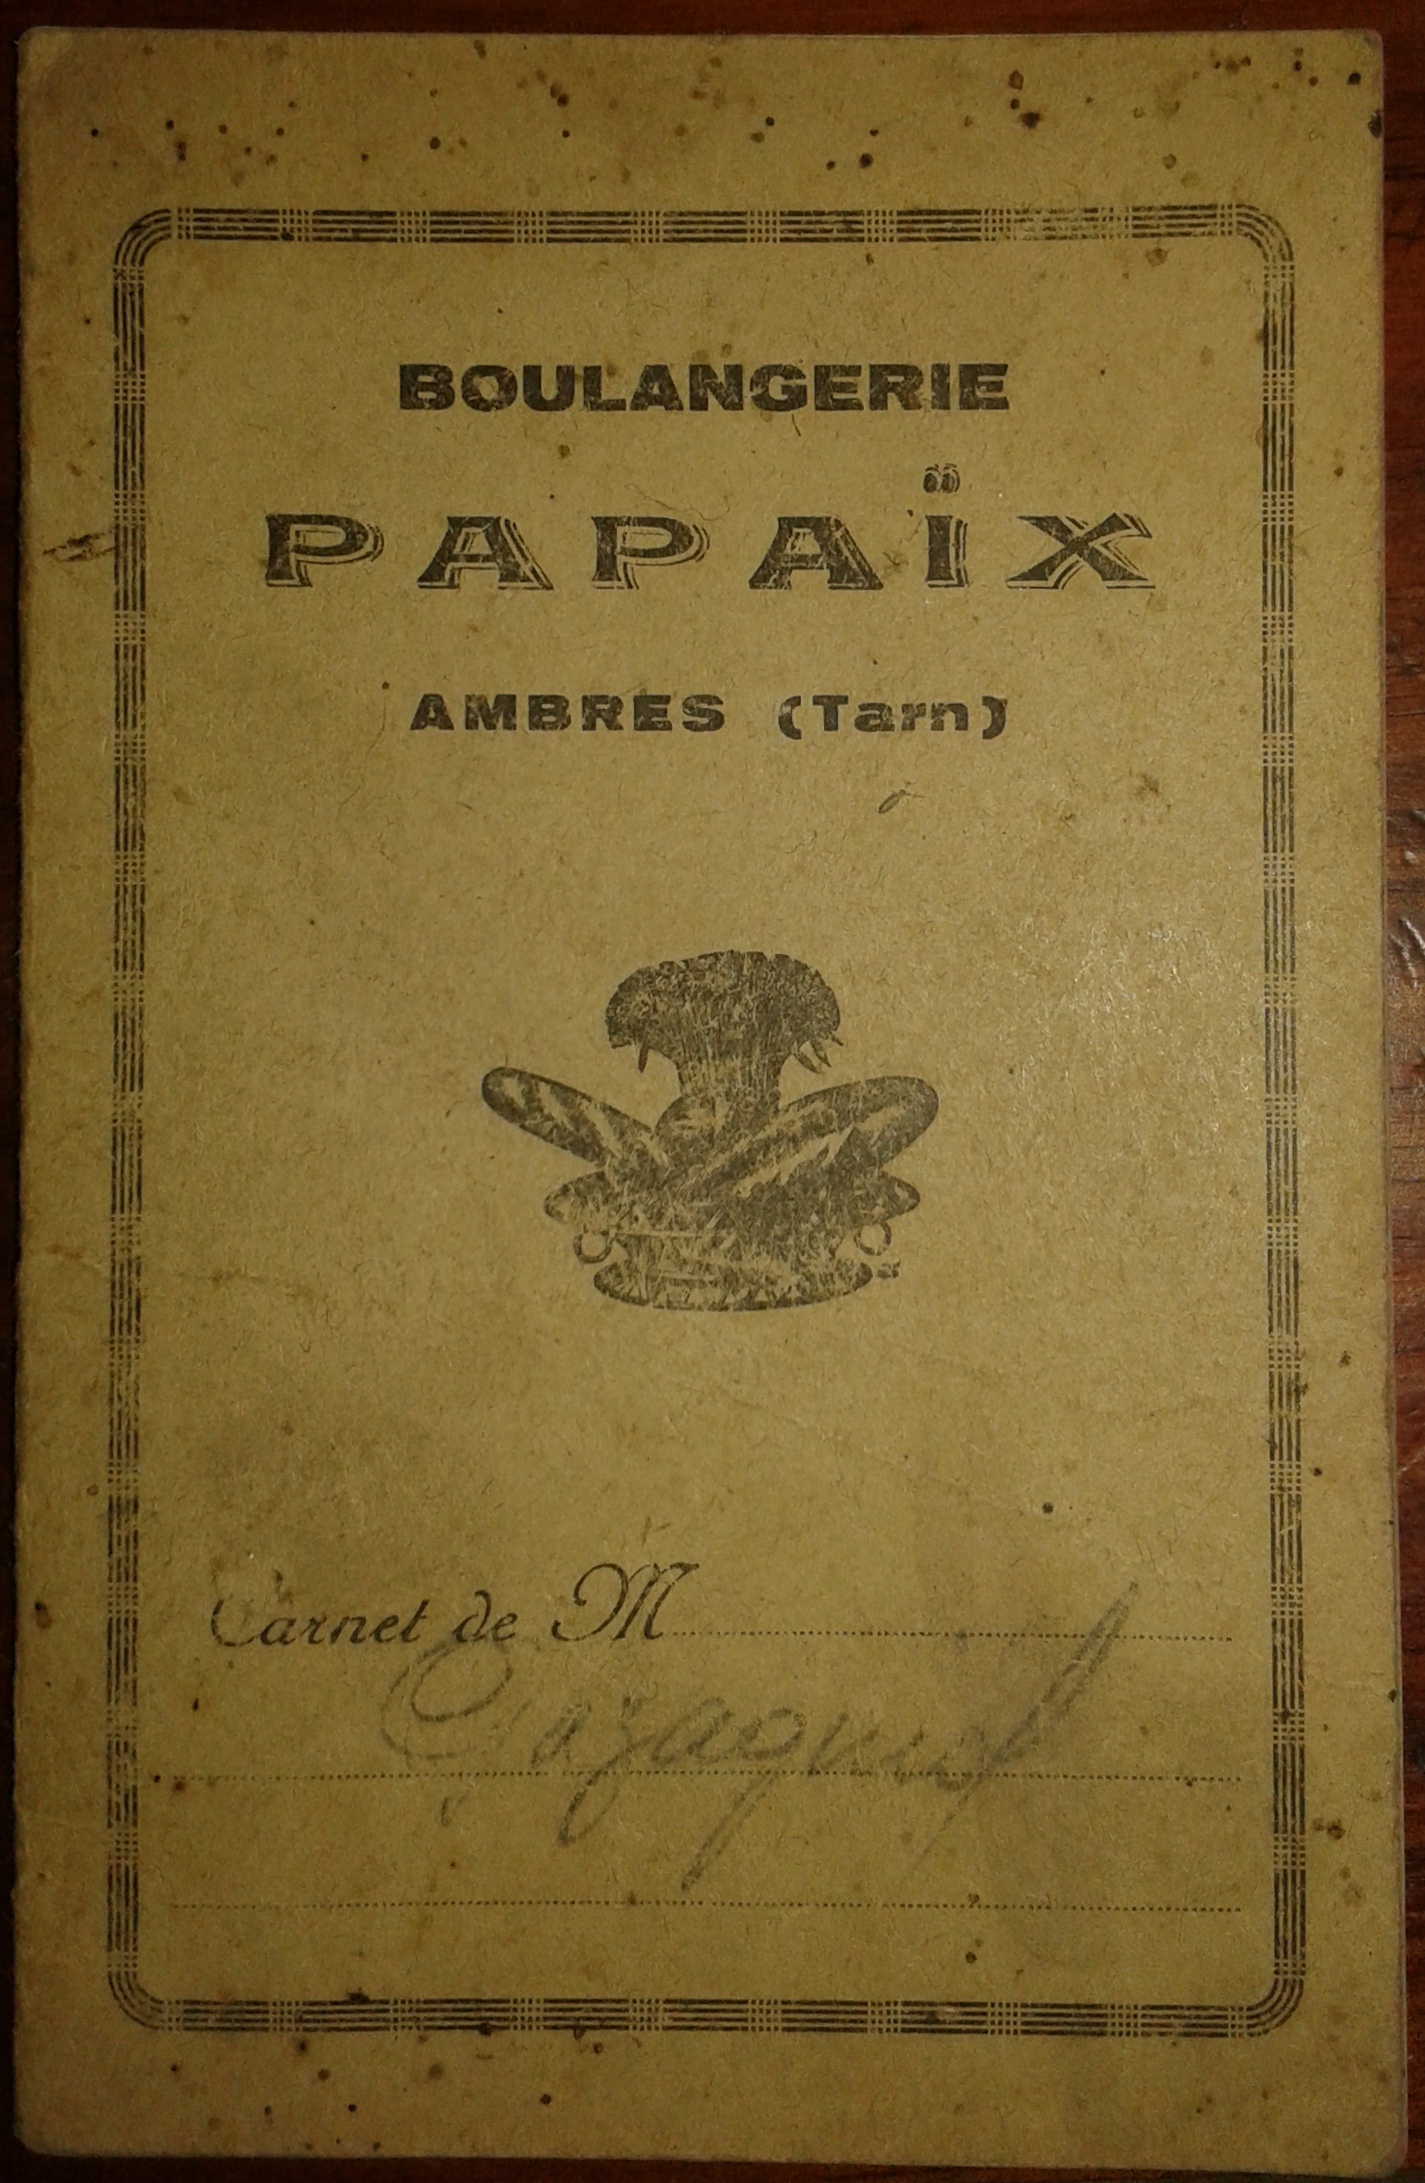 BOULANGERIE
PAPAÏX
AMBRES (Tarn)
Carnet de M